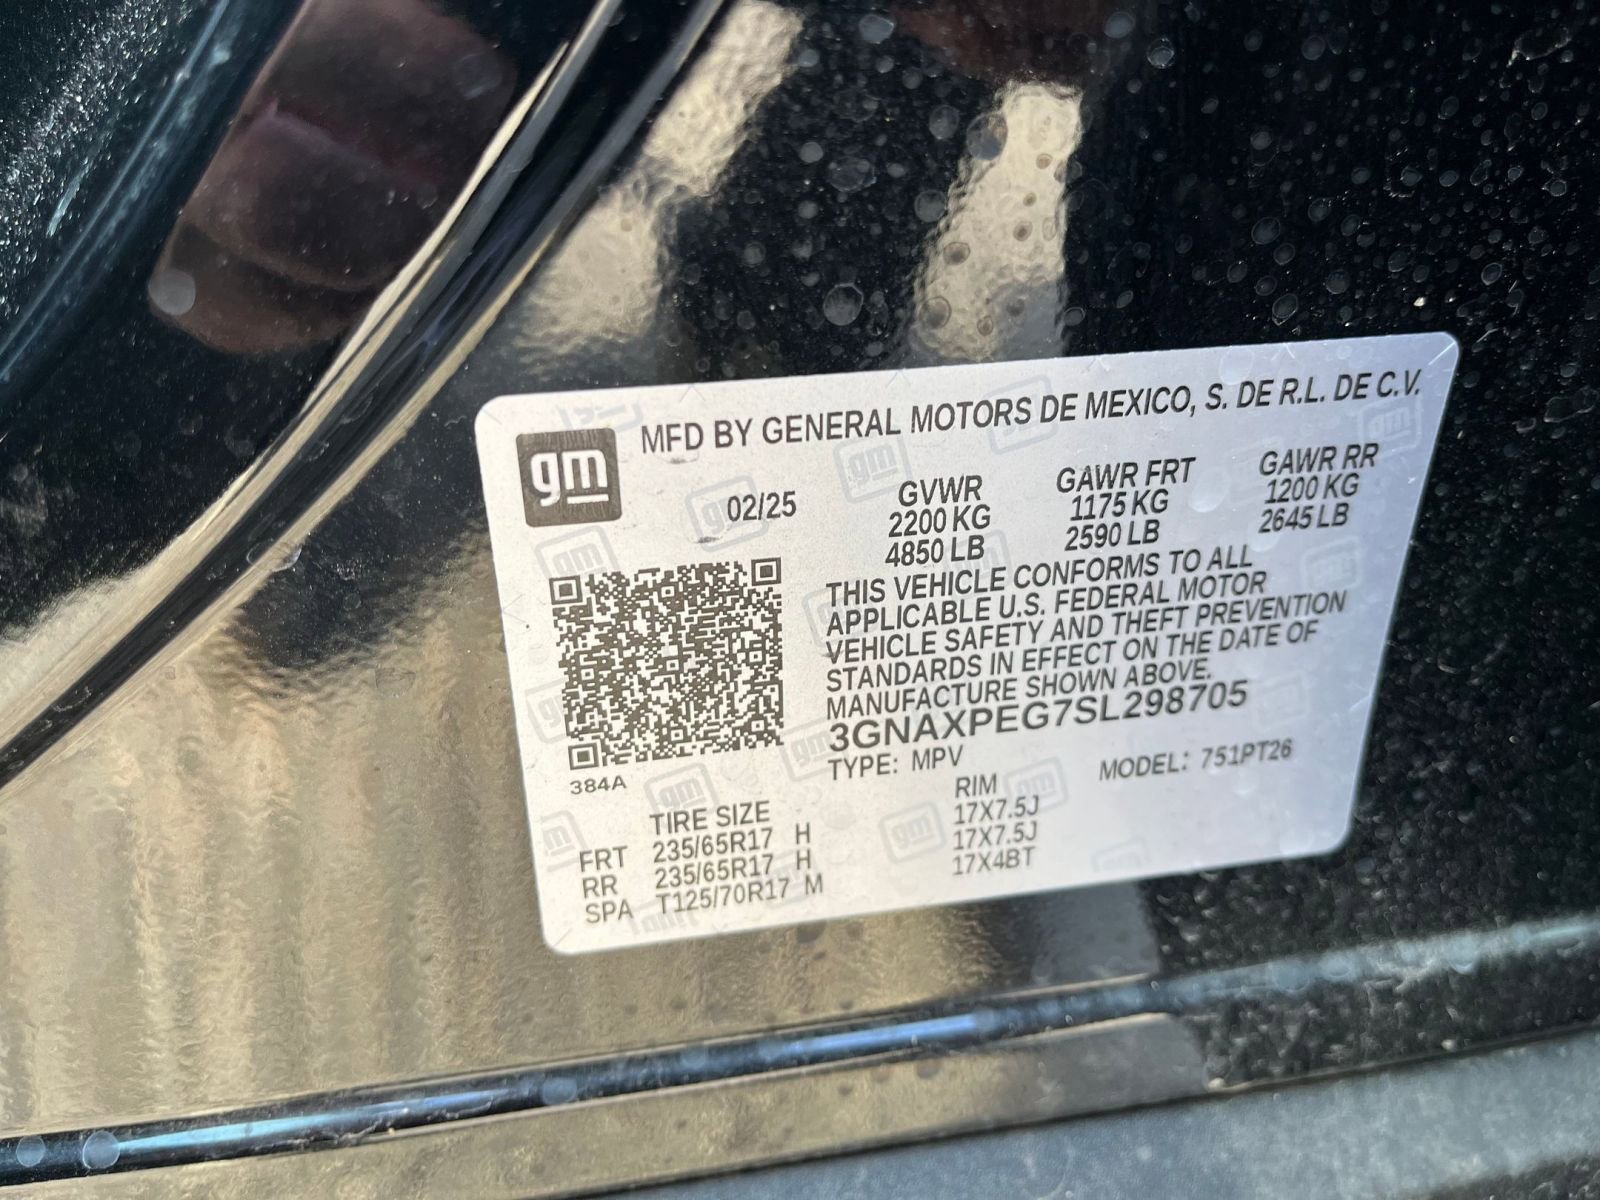 gm
MFD BY GENERAL MOTORS DE MEXICO, S. DE R.L. DE C.V.
02/25
GVWR
2200 KG
4850 LB
GAWR FRT
1175 KG
2590 LB
GAWR RR
1200 KG
2645 LB
THIS VEHICLE CONFORMS TO ALL
APPLICABLE U.S. FEDERAL MOTOR
VEHICLE SAFETY AND THEFT PREVENTION
STANDARDS IN EFFECT ON THE DATE OF
MANUFACTURE SHOWN ABOVE.
3GNAXPEG7SL298705
TYPE: MPV MODEL: 751PT26
384A
TIRE SIZE RIM
FRT 235/65R17 H 17X7.5J
RR 235/65R17 H 17X7.5J
SPA T125/70R17 M 17X4BT